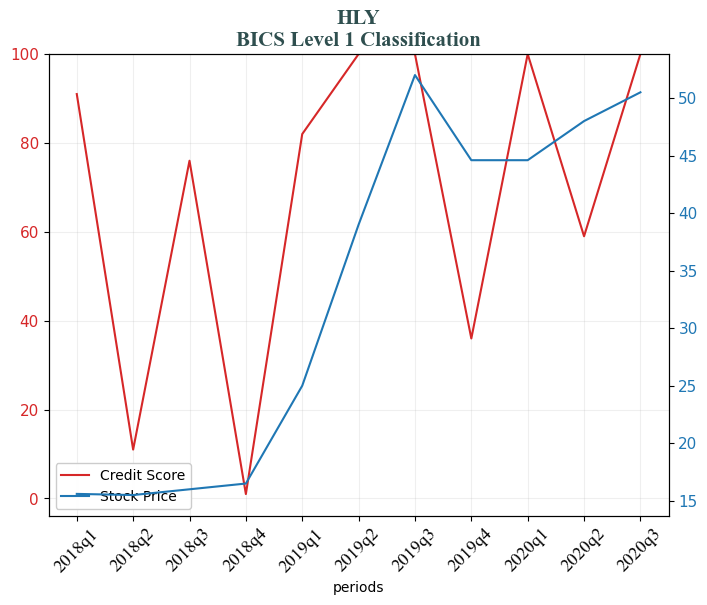 HLY
BICS Level 1 Classification
100
80
60
40
20
0
50
45
40
35
30
25
20
15
Credit Score
Stock Price
2018q1
2018q2
2018q3
2018q4
2019q1
2019q2
2019q3
2019q4
2020q1
2020q2
2020q3
periods